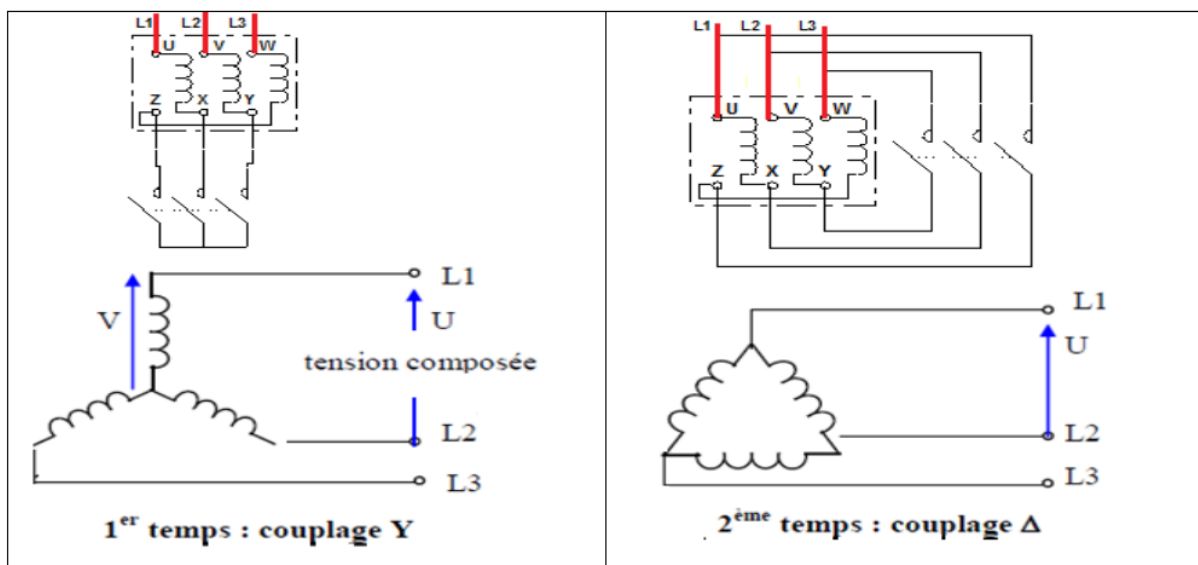 L1 L2 L3
U V W
Z X Y
V
L1
U
tension composée
L2
L3
1er temps : couplage Y
L1 L2 L3
U V W
Z X Y
L1
U
L2
L3
2ème temps : couplage Δ